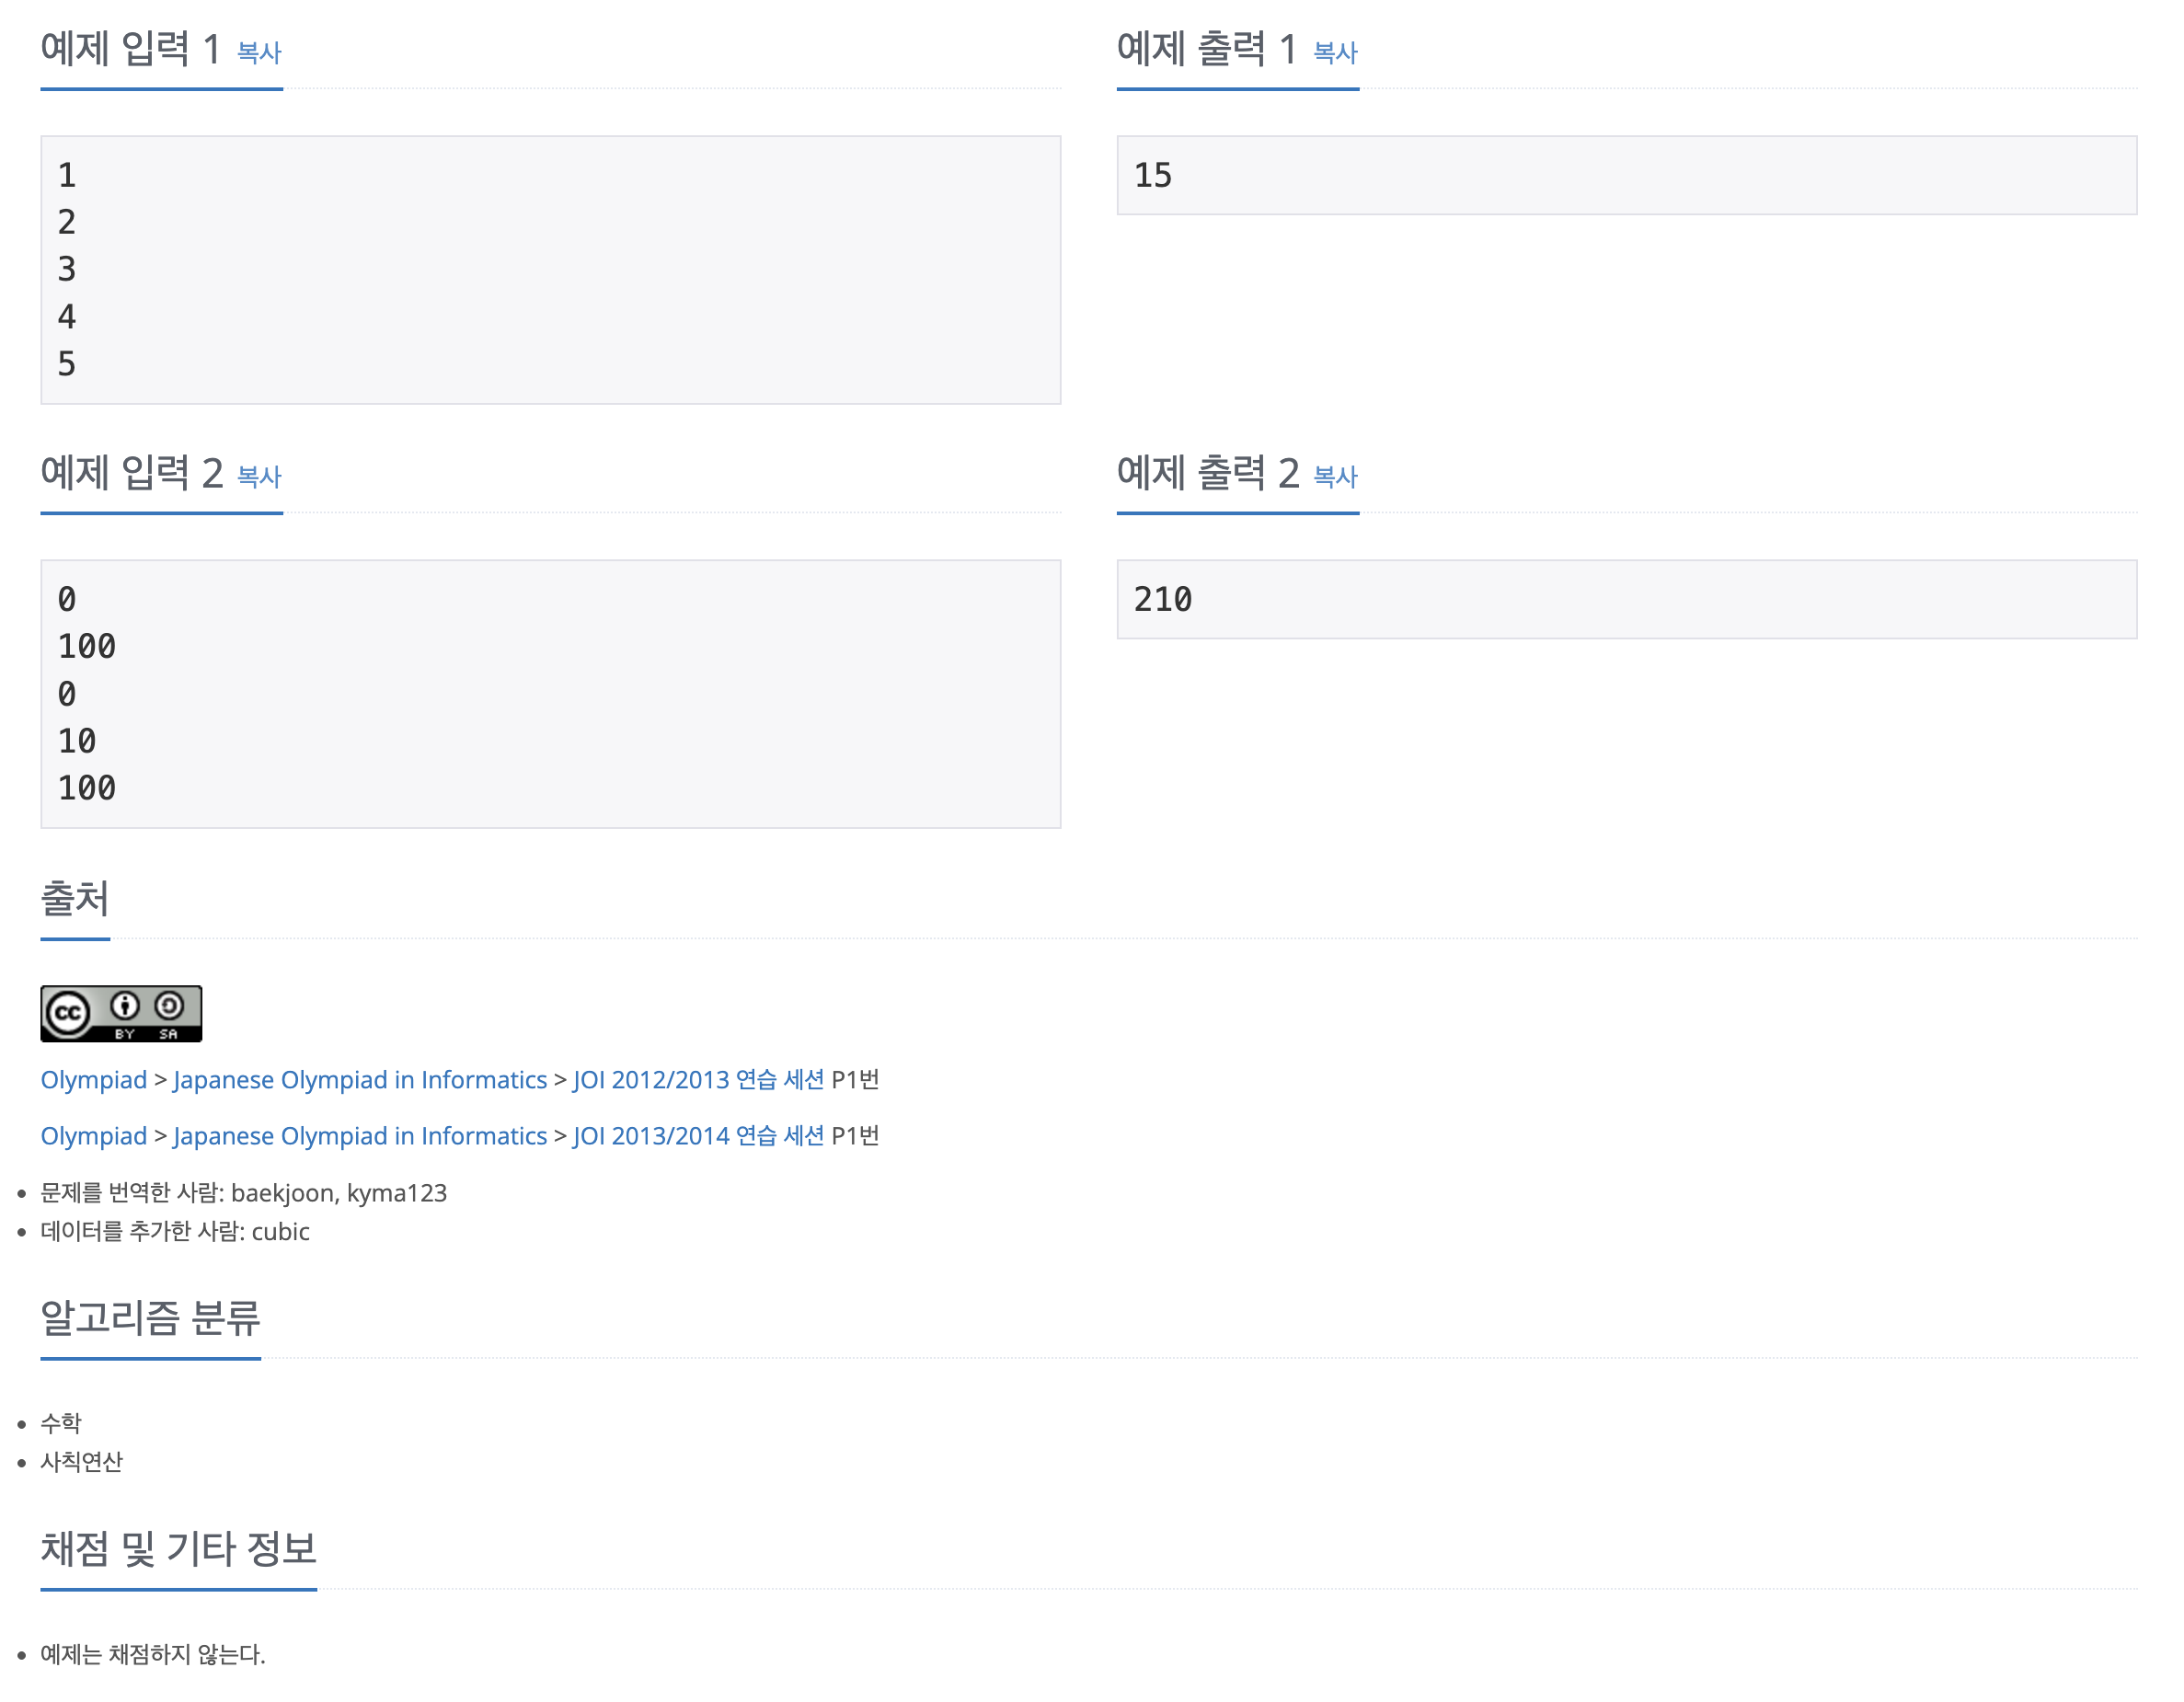 예제 입력 1 복사
1
2
3
4
5
예제 출력 1 복사
15
예제 입력 2 복사
0
100
0
10
100
예제 출력 2 복사
210
출처
cc BY SA
Olympiad > Japanese Olympiad in Informatics > JOI 2012/2013 연습 세션 P1번
Olympiad > Japanese Olympiad in Informatics > JOI 2013/2014 연습 세션 P1번
문제를 번역한 사람: baekjoon, kyma123
데이터를 추가한 사람: cubic
알고리즘 분류
수학
사칙연산
채점 및 기타 정보
예제는 채점하지 않는다.